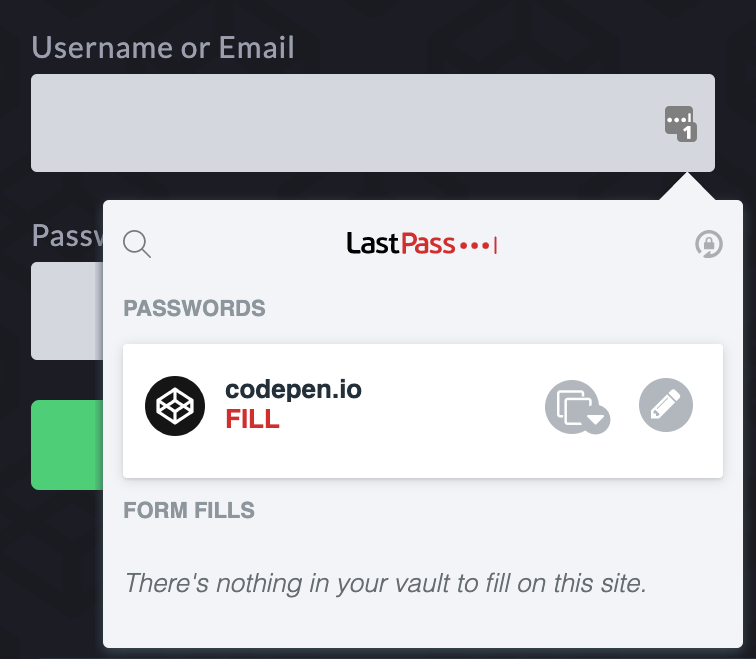 Username or Email
1
Passw
LastPass
PASSWORDS
codepen.io
FILL
FORM FILLS
There's nothing in your vault to fill on this site.